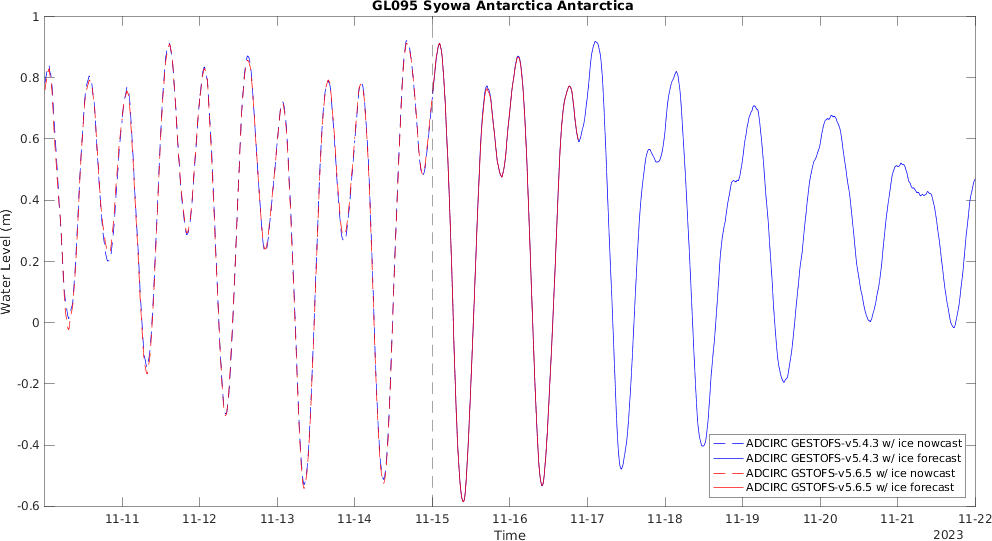 GL095 Syowa Antarctica Antarctica
1
0.8
0.6
0.4
0.2
0
-0.2
-0.4
-0.6
Water Level (m)
ADCIRC GESTOFS-v5.4.3 w/ ice nowcast
ADCIRC GESTOFS-v5.4.3 w/ ice forecast
ADCIRC GSTOFS-v5.6.5 w/ ice nowcast
ADCIRC GSTOFS-v5.6.5 w/ ice forecast
11-11 11-12 11-13 11-14 11-15 11-16 11-17 11-18 11-19 11-20 11-21 11-22
Time 2023